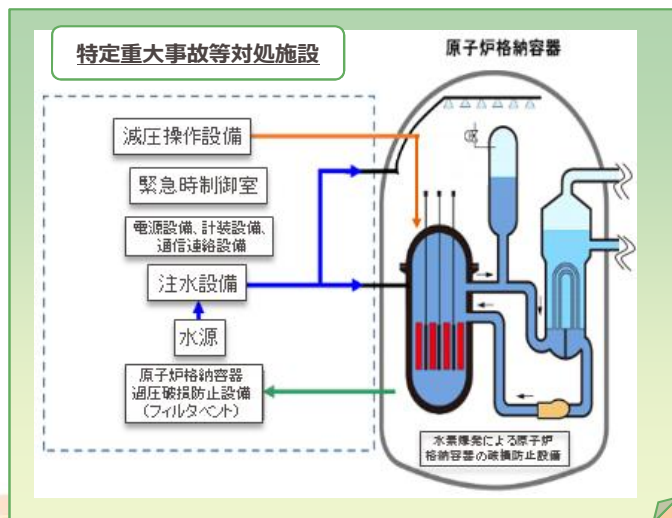 特定重大事故等対処施設
原子炉格納容器
減圧操作設備
緊急時制御室
電源設備、計装設備、
通信連絡設備
注水設備
水源
原子炉格納容器
過圧破損防止設備
(フィルタベント)
水素爆発による原子炉
格納容器の破損防止設備